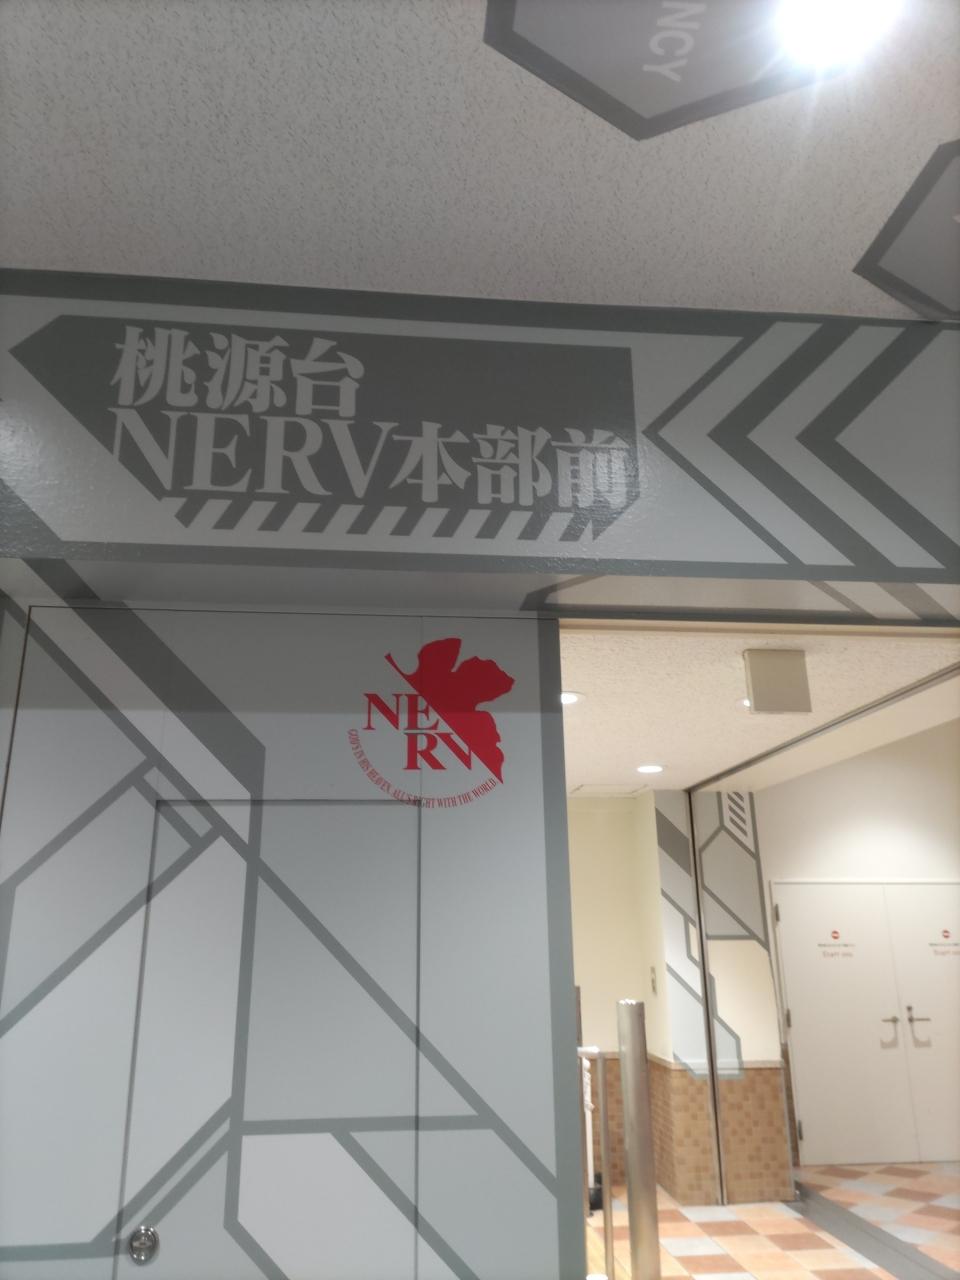 NCY
桃源台
NERV本部前
NERV
GOD'S IN HIS HEAVEN. ALL'S RIGHT WITH THE WORLD.